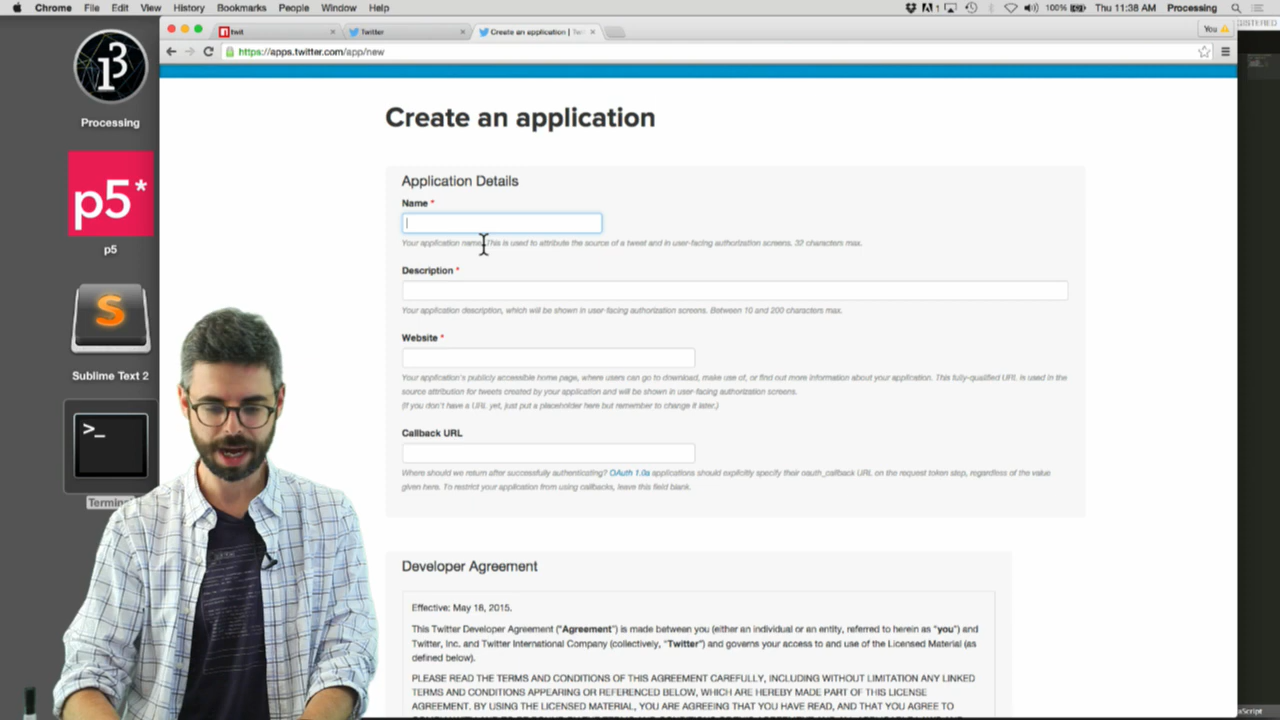 Chrome File Edit View History Bookmarks People Window Help
1 100% Thu 11:38 AM Processing
twit
Twitter
Create an application | Twi
You
https://apps.twitter.com/app/new
Processing
p5*
p5
S
Sublime Text 2
>_
Termin
Create an application
Application Details
Name *
Your application name. This is used to attribute the source of a tweet and in user-facing authorization screens. 32 characters max.
Description *
Your application description, which will be shown in user-facing authorization screens. Between 10 and 200 characters max.
Website *
Your application's publicly accessible home page, where users can go to download, make use of, or find out more information about your application. This fully-qualified URL is used in the
source attribution for tweets created by your application and will be shown in user-facing authorization screens.
(If you don't have a URL yet, just put a placeholder here but remember to change it later.)
Callback URL
Where should we return after successfully authenticating? OAuth 1.0a applications should explicitly specify their oauth_callback URL on the request token step, regardless of the value
given here. To restrict your application from using callbacks, leave this field blank.
Developer Agreement
Effective: May 18, 2015.
This Twitter Developer Agreement ("Agreement") is made between you (either an individual or an entity, referred to herein as "you") and
Twitter, Inc. and Twitter International Company (collectively, "Twitter") and governs your access to and use of the Licensed Material (as
defined below).
PLEASE READ THE TERMS AND CONDITIONS OF THIS AGREEMENT CAREFULLY, INCLUDING WITHOUT LIMITATION ANY LINKED
TERMS AND CONDITIONS APPEARING OR REFERENCED BELOW, WHICH ARE HEREBY MADE PART OF THIS LICENSE
AGREEMENT. BY USING THE LICENSED MATERIAL, YOU ARE AGREEING THAT YOU HAVE READ, AND THAT YOU AGREE TO